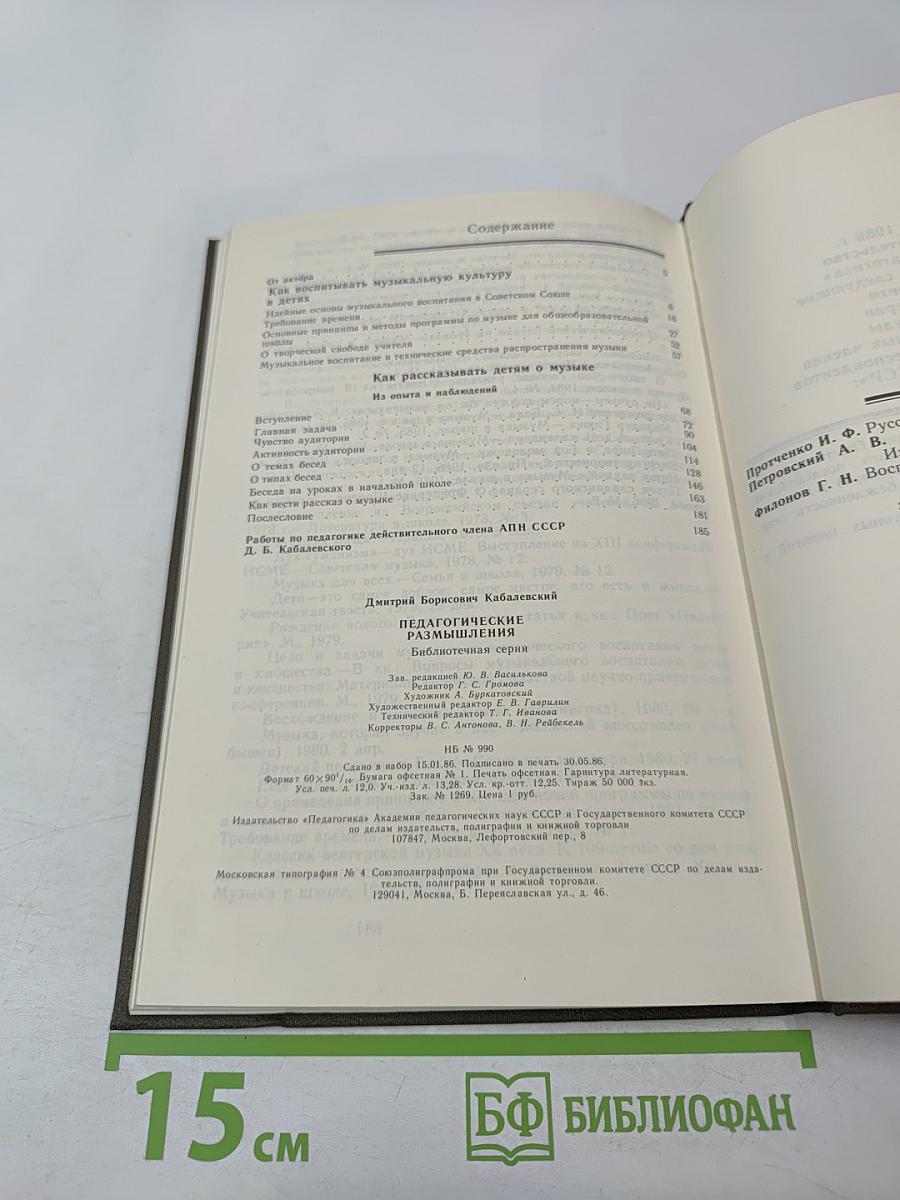 Содержание
От автора 5
Как воспитывать музыкальную культуру
в детях
Идейные основы музыкального воспитания в Советском Союзе 6
Требование времени 18
Основные принципы и методы программы по музыке для общеобразовательной
школы 27
О творческой свободе учителя 52
Музыкальное воспитание и технические средства распространения музыки 57
Как рассказывать детям о музыке
Из опыта и наблюдений
Вступление 68
Главная задача 72
Чувство аудитории 90
Активность аудитории 104
О темах бесед 114
О типах бесед 128
Беседа на уроках в начальной школе 146
Как вести рассказ о музыке 163
Послесловие 181
Работы по педагогике действительного члена АПН СССР
Д. Б. Кабалевского 185
Дмитрий Борисович Кабалевский
ПЕДАГОГИЧЕСКИЕ
РАЗМЫШЛЕНИЯ
Библиотечная серия
Зав. редакцией Ю. В. Василькова
Редактор Г. С. Громова
Художник А. Буркатовский
Художественный редактор Е. В. Гаврилин
Технический редактор Т. Г. Иванова
Корректоры В. С. Антонова, В. Н. Рейбекель
НБ № 990
Сдано в набор 15.01.86. Подписано в печать 30.05.86.
Формат 60×90 1/16. Бумага офсетная № 1. Печать офсетная. Гарнитура литературная.
Усл. печ. л. 12,0. Уч.-изд. л. 13,28. Усл. кр.-отт. 12,25. Тираж 50 000 экз.
Зак. № 1269. Цена 1 руб.
Издательство «Педагогика» Академии педагогических наук СССР и Государственного комитета СССР
по делам издательств, полиграфии и книжной торговли
107847, Москва, Лефортовский пер., 8
Московская типография № 4 Союзполиграфпрома при Государственном комитете СССР по делам изда-
тельств, полиграфии и книжной торговли.
129041, Москва, Б. Переяславская ул., д. 46.
Протченко И. Ф. Русс
Петровский А. В.
Из
Филонов Г. Н. Восп
15 см
БФ БИБЛИОФАН